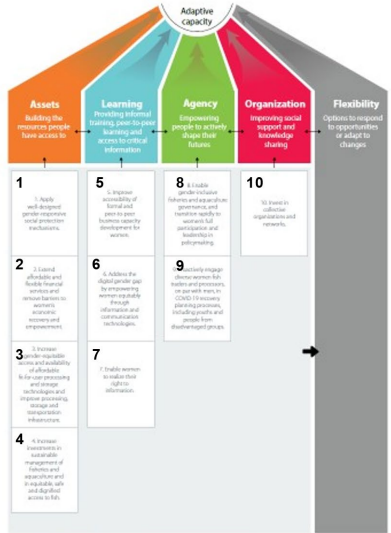 Adaptive
capacity
Assets
Building the
resources people
have access to
Learning
Providing informal
training, peer-to-peer
learning and
access to critical
information
Agency
Empowering
people to actively
shape their
futures
Organization
Improving social
support and
knowledge
sharing
Flexibility
Options to respond
to opportunities
or adapt to
changes
1
1. Apply
well-designed
gender-responsive
social protection
mechanisms.
2
2. Extend
affordable and
flexible financial
services and
remove barriers to
women's
economic
recovery and
empowerment.
3
3. Increase
gender-equitable
access and availability
of affordable
fit-for-user processing
and storage
technologies and
improve processing,
storage and
transportation
infrastructure.
4
4. Increase
investments in
sustainable
management of
fisheries and
aquaculture and
in equitable, safe
and dignified
access to fish.
5
5. Improve
accessibility of
formal and
peer-to-peer
business capacity
development for
women.
6
6. Address the
digital gender gap
by empowering
women equitably
through
information and
communication
technologies.
7
7. Enable women
to realize their
right to
information.
8
8. Enable
gender-inclusive
fisheries and aquaculture
governance, and
transition rapidly to
women's full
participation and
leadership in
policymaking.
9
actively engage
diverse women fish
traders and processors,
on par with men, in
COVID-19 recovery
planning processes,
including youths and
people from
disadvantaged groups.
10
10. Invest in
collective
organizations and
networks.